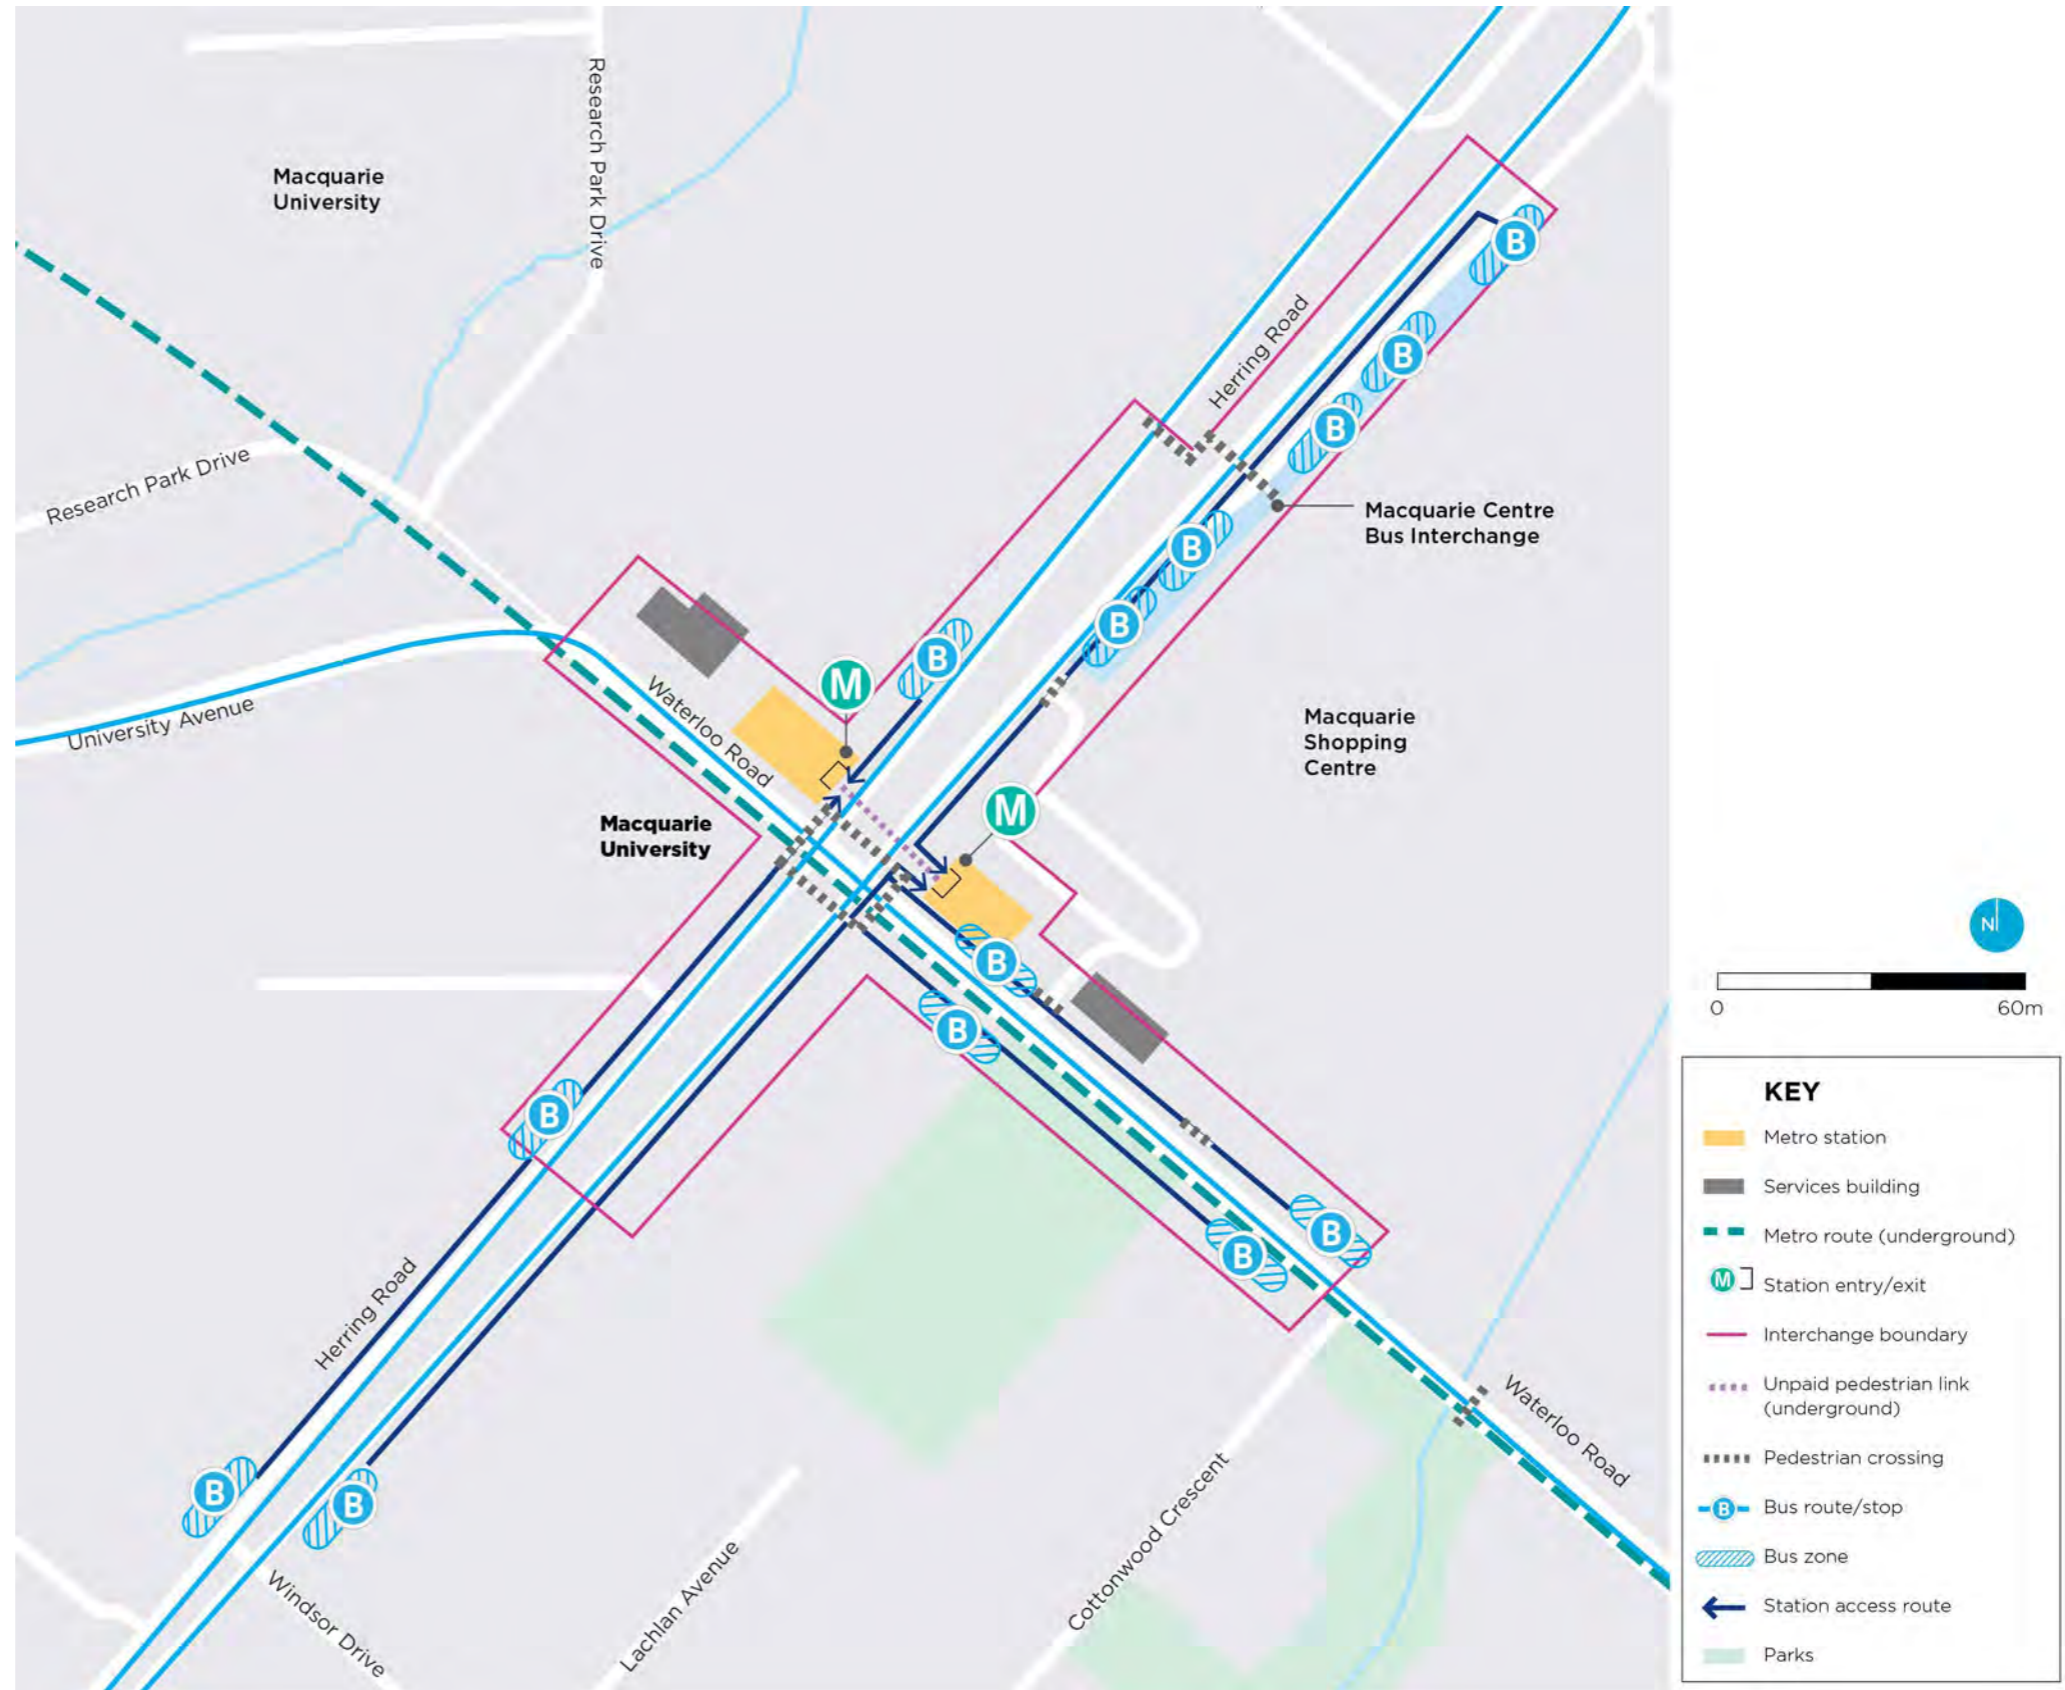 Research Park Drive
Macquarie
University
Herring Road
Research Park Drive
Macquarie Centre
Bus Interchange
University Avenue
Waterloo Road
Macquarie
Shopping
Centre
Macquarie
University
Herring Road
Waterloo Road
Windsor Drive
Lachlan Avenue
Cottonwood Crescent
B
B
B
B
B
B
M
M
B
B
B
B
B
B
B
N
0
60m
KEY
Metro station
Services building
Metro route (underground)
M Station entry/exit
Interchange boundary
Unpaid pedestrian link
(underground)
Pedestrian crossing
B Bus route/stop
Bus zone
Station access route
Parks